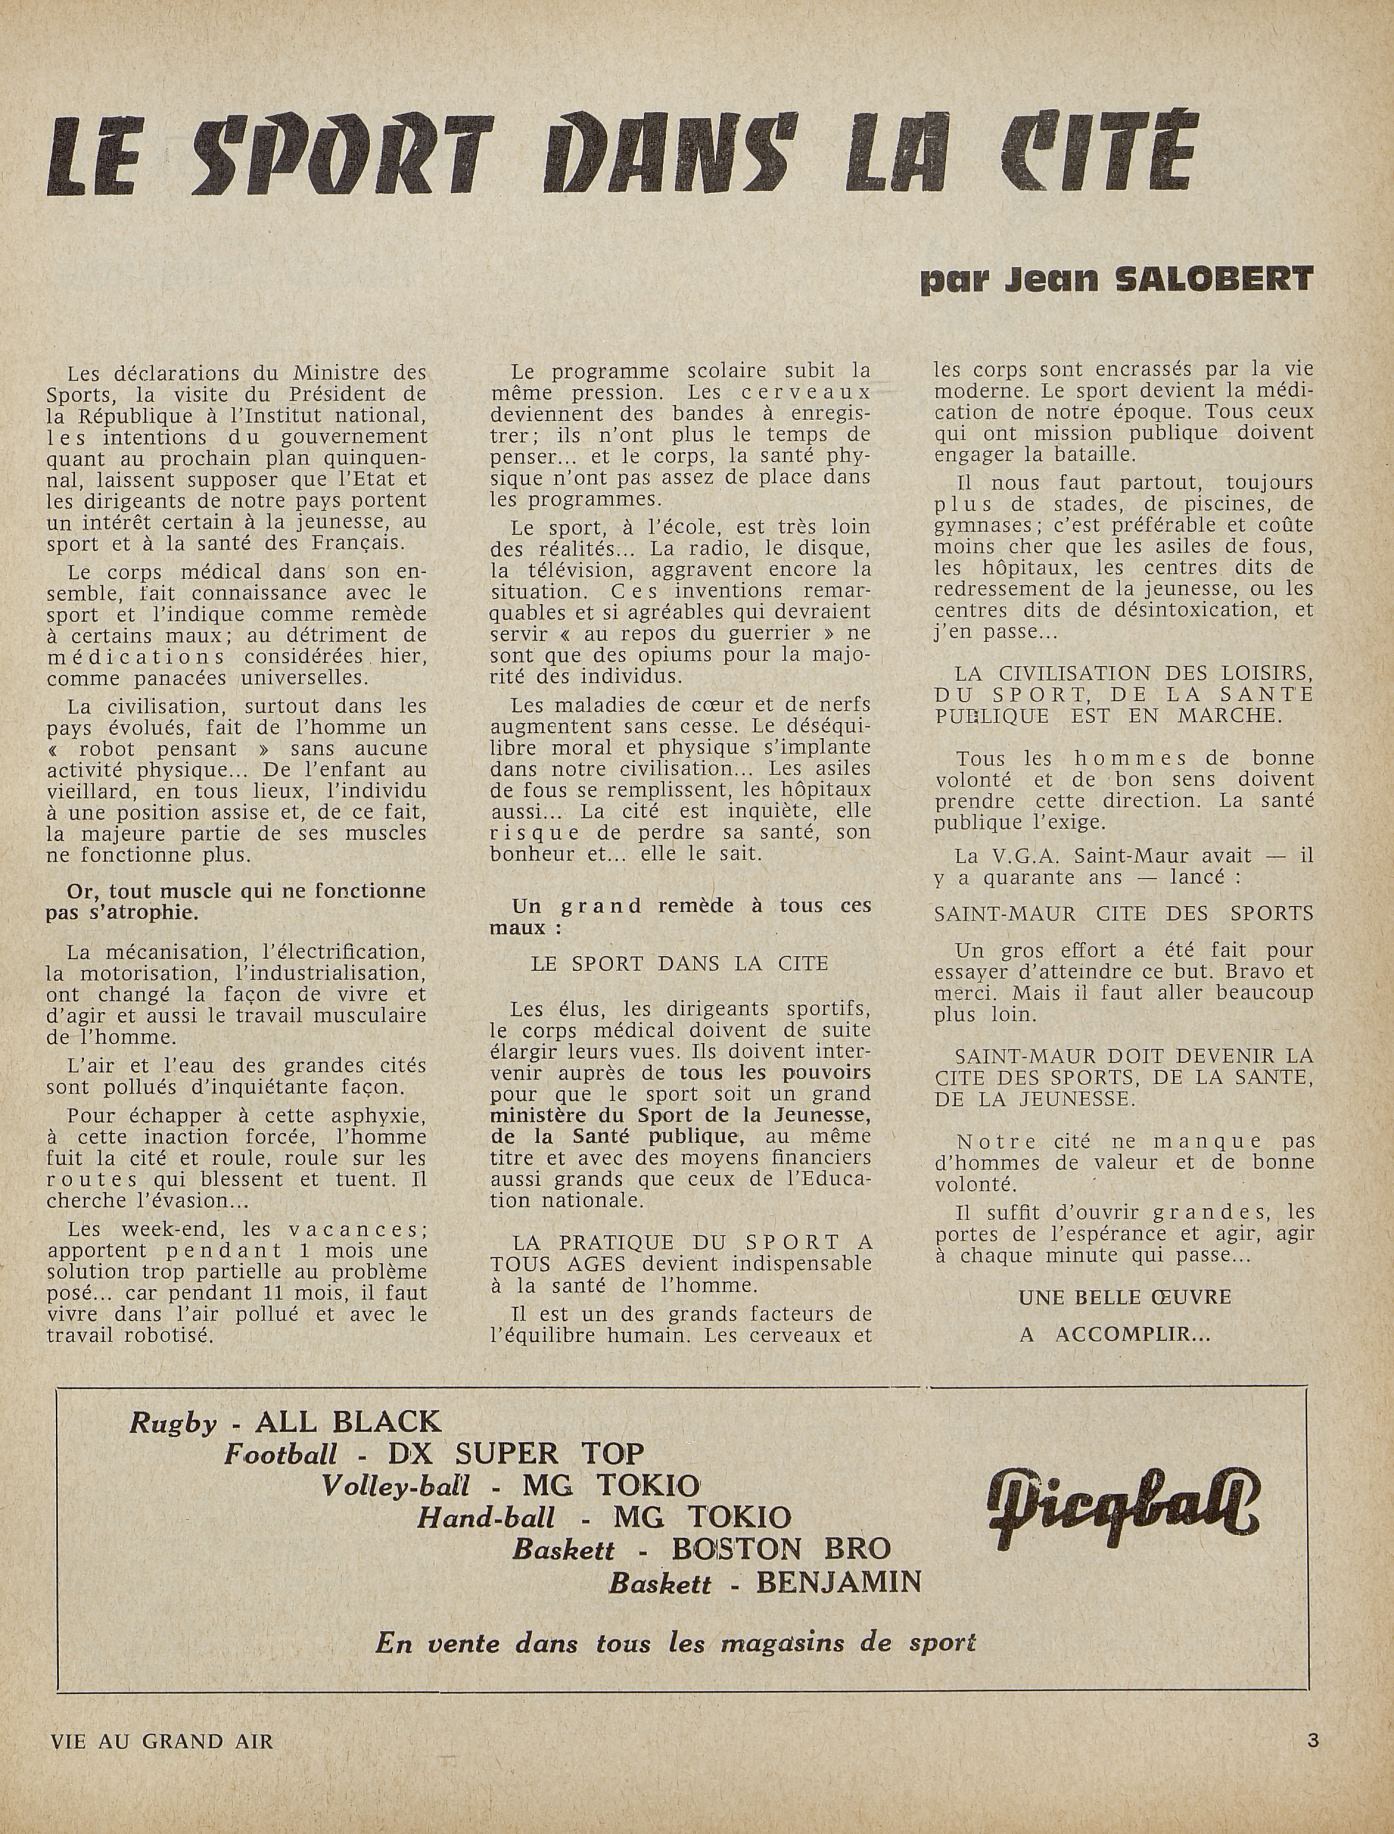 LE SPORT DANS LA CITÉ
par Jean SALOBERT
Les déclarations du Ministre des
Sports, la visite du Président de
la République à l'Institut national,
les intentions du gouvernement
quant au prochain plan quinquen-
nal, laissent supposer que l'Etat et
les dirigeants de notre pays portent
un intérêt certain à la jeunesse, au
sport et à la santé des Français.
Le corps médical dans son en-
semble, fait connaissance avec le
sport et l'indique comme remède
à certains maux; au détriment de
médications considérées hier,
comme panacées universelles.
La civilisation, surtout dans les
pays évolués, fait de l'homme un
« robot pensant » sans aucune
activité physique... De l'enfant au
vieillard, en tous lieux, l'individu
à une position assise et, de ce fait,
la majeure partie de ses muscles
ne fonctionne plus.
Or, tout muscle qui ne fonctionne
pas s'atrophie.
La mécanisation, l'électrification,
la motorisation, l'industrialisation,
ont changé la façon de vivre et
d'agir et aussi le travail musculaire
de l'homme.
L'air et l'eau des grandes cités
sont pollués d'inquiétante façon.
Pour échapper à cette asphyxie,
à cette inaction forcée, l'homme
fuit la cité et roule, roule sur les
routes qui blessent et tuent. Il
cherche l'évasion...
Les week-end, les vacances;
apportent pendant 1 mois une
solution trop partielle au problème
posé... car pendant 11 mois, il faut
vivre dans l'air pollué et avec le
travail robotisé.
Le programme scolaire subit la
même pression. Les cerveaux
deviennent des bandes à enregis-
trer; ils n'ont plus le temps de
penser... et le corps, la santé phy-
sique n'ont pas assez de place dans
les programmes.
Le sport, à l'école, est très loin
des réalités... La radio, le disque,
la télévision, aggravent encore la
situation. Ces inventions remar-
quables et si agréables qui devraient
servir « au repos du guerrier » ne
sont que des opiums pour la majo-
rité des individus.
Les maladies de cœur et de nerfs
augmentent sans cesse. Le déséqui-
libre moral et physique s'implante
dans notre civilisation... Les asiles
de fous se remplissent, les hôpitaux
aussi... La cité est inquiète, elle
risque de perdre sa santé, son
bonheur et... elle le sait.
Un grand remède à tous ces
maux :
LE SPORT DANS LA CITE
Les élus, les dirigeants sportifs,
le corps médical doivent de suite
élargir leurs vues. Ils doivent inter-
venir auprès de tous les pouvoirs
pour que le sport soit un grand
ministère du Sport de la Jeunesse,
de la Santé publique, au même
titre et avec des moyens financiers
aussi grands que ceux de l'Educa-
tion nationale.
LA PRATIQUE DU SPORT A
TOUS AGES devient indispensable
à la santé de l'homme.
Il est un des grands facteurs de
l'équilibre humain. Les cerveaux et
les corps sont encrassés par la vie
moderne. Le sport devient la médi-
cation de notre époque. Tous ceux
qui ont mission publique doivent
engager la bataille.
Il nous faut partout, toujours
plus de stades, de piscines, de
gymnases; c'est préférable et coûte
moins cher que les asiles de fous,
les hôpitaux, les centres dits de
redressement de la jeunesse, ou les
centres dits de désintoxication, et
j'en passe...
LA CIVILISATION DES LOISIRS,
DU SPORT, DE LA SANTE
PUBLIQUE EST EN MARCHE.
Tous les hommes de bonne
volonté et de bon sens doivent
prendre cette direction. La santé
publique l'exige.
La V.G.A. Saint-Maur avait — il
y a quarante ans — lancé :
SAINT-MAUR CITE DES SPORTS
Un gros effort a été fait pour
essayer d'atteindre ce but. Bravo et
merci. Mais il faut aller beaucoup
plus loin.
SAINT-MAUR DOIT DEVENIR LA
CITE DES SPORTS, DE LA SANTE,
DE LA JEUNESSE.
Notre cité ne manque pas
d'hommes de valeur et de bonne
volonté.
Il suffit d'ouvrir grandes, les
portes de l'espérance et agir, agir
à chaque minute qui passe...
UNE BELLE ŒUVRE
A ACCOMPLIR...
Rugby - ALL BLACK
Football - DX SUPER TOP
Volley-ball - MG TOKIO
Hand-ball - MG TOKIO
Baskett - BOSTON BRO
Baskett - BENJAMIN
Picqball
En vente dans tous les magasins de sport
VIE AU GRAND AIR
3